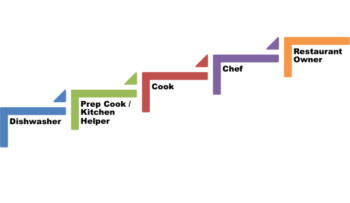 Dishwasher
Prep Cook /
Kitchen
Helper
Cook
Chef
Restaurant
Owner